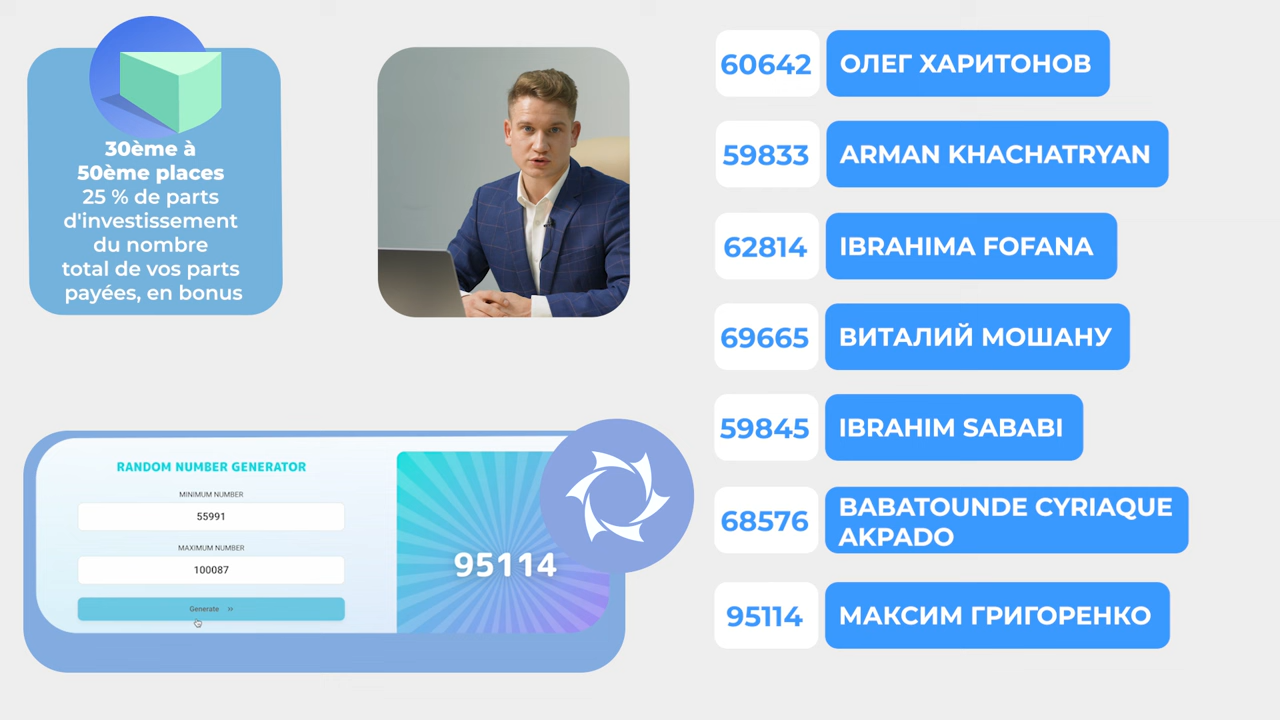 30ème à
50ème places
25 % de parts
d'investissement
du nombre
total de vos parts
payées, en bonus
RANDOM NUMBER GENERATOR
MINIMUM NUMBER
55991
MAXIMUM NUMBER
100087
Generate »
95114
60642 ОЛЕГ ХАРИТОНОВ
59833 ARMAN KHACHATRYAN
62814 IBRAHIMA FOFANA
69665 ВИТАЛИЙ МОШАНУ
59845 IBRAHIM SABABI
68576 BABATOUNDE CYRIAQUE
AKPADO
95114 МАКСИМ ГРИГОРЕНКО